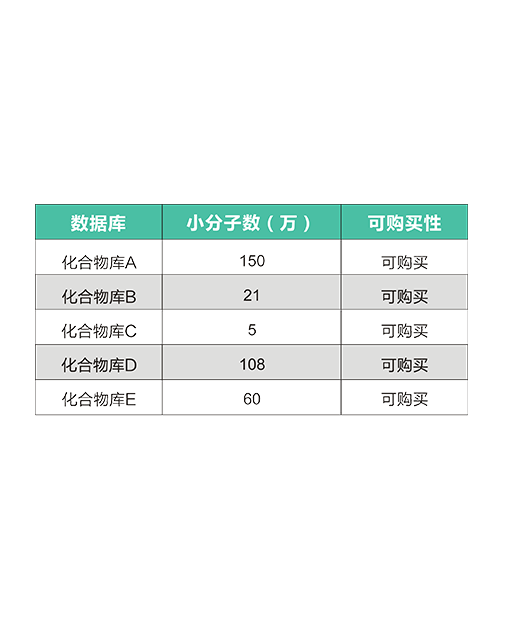 数据库 小分子数（万） 可购买性
化合物库A 150 可购买
化合物库B 21 可购买
化合物库C 5 可购买
化合物库D 108 可购买
化合物库E 60 可购买